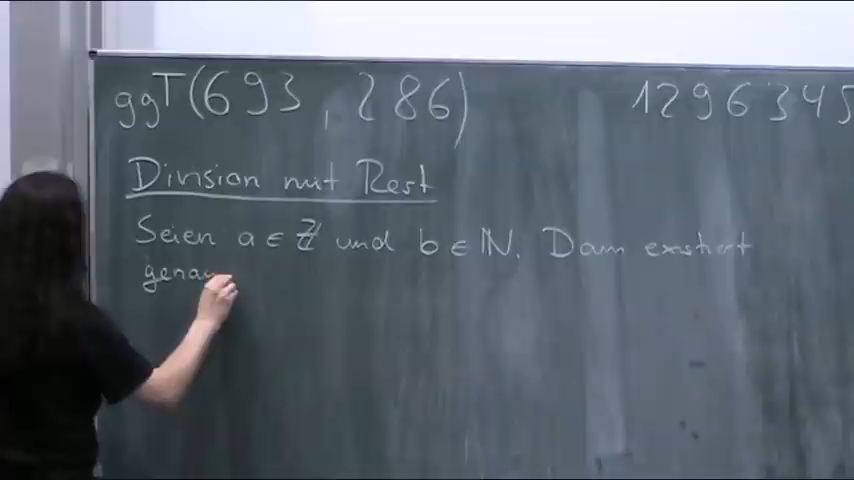 ggT(693, 286) 1296345
Division mit Rest
Seien a ∈ ℤ und b ∈ ℕ. Dann existiert
genau